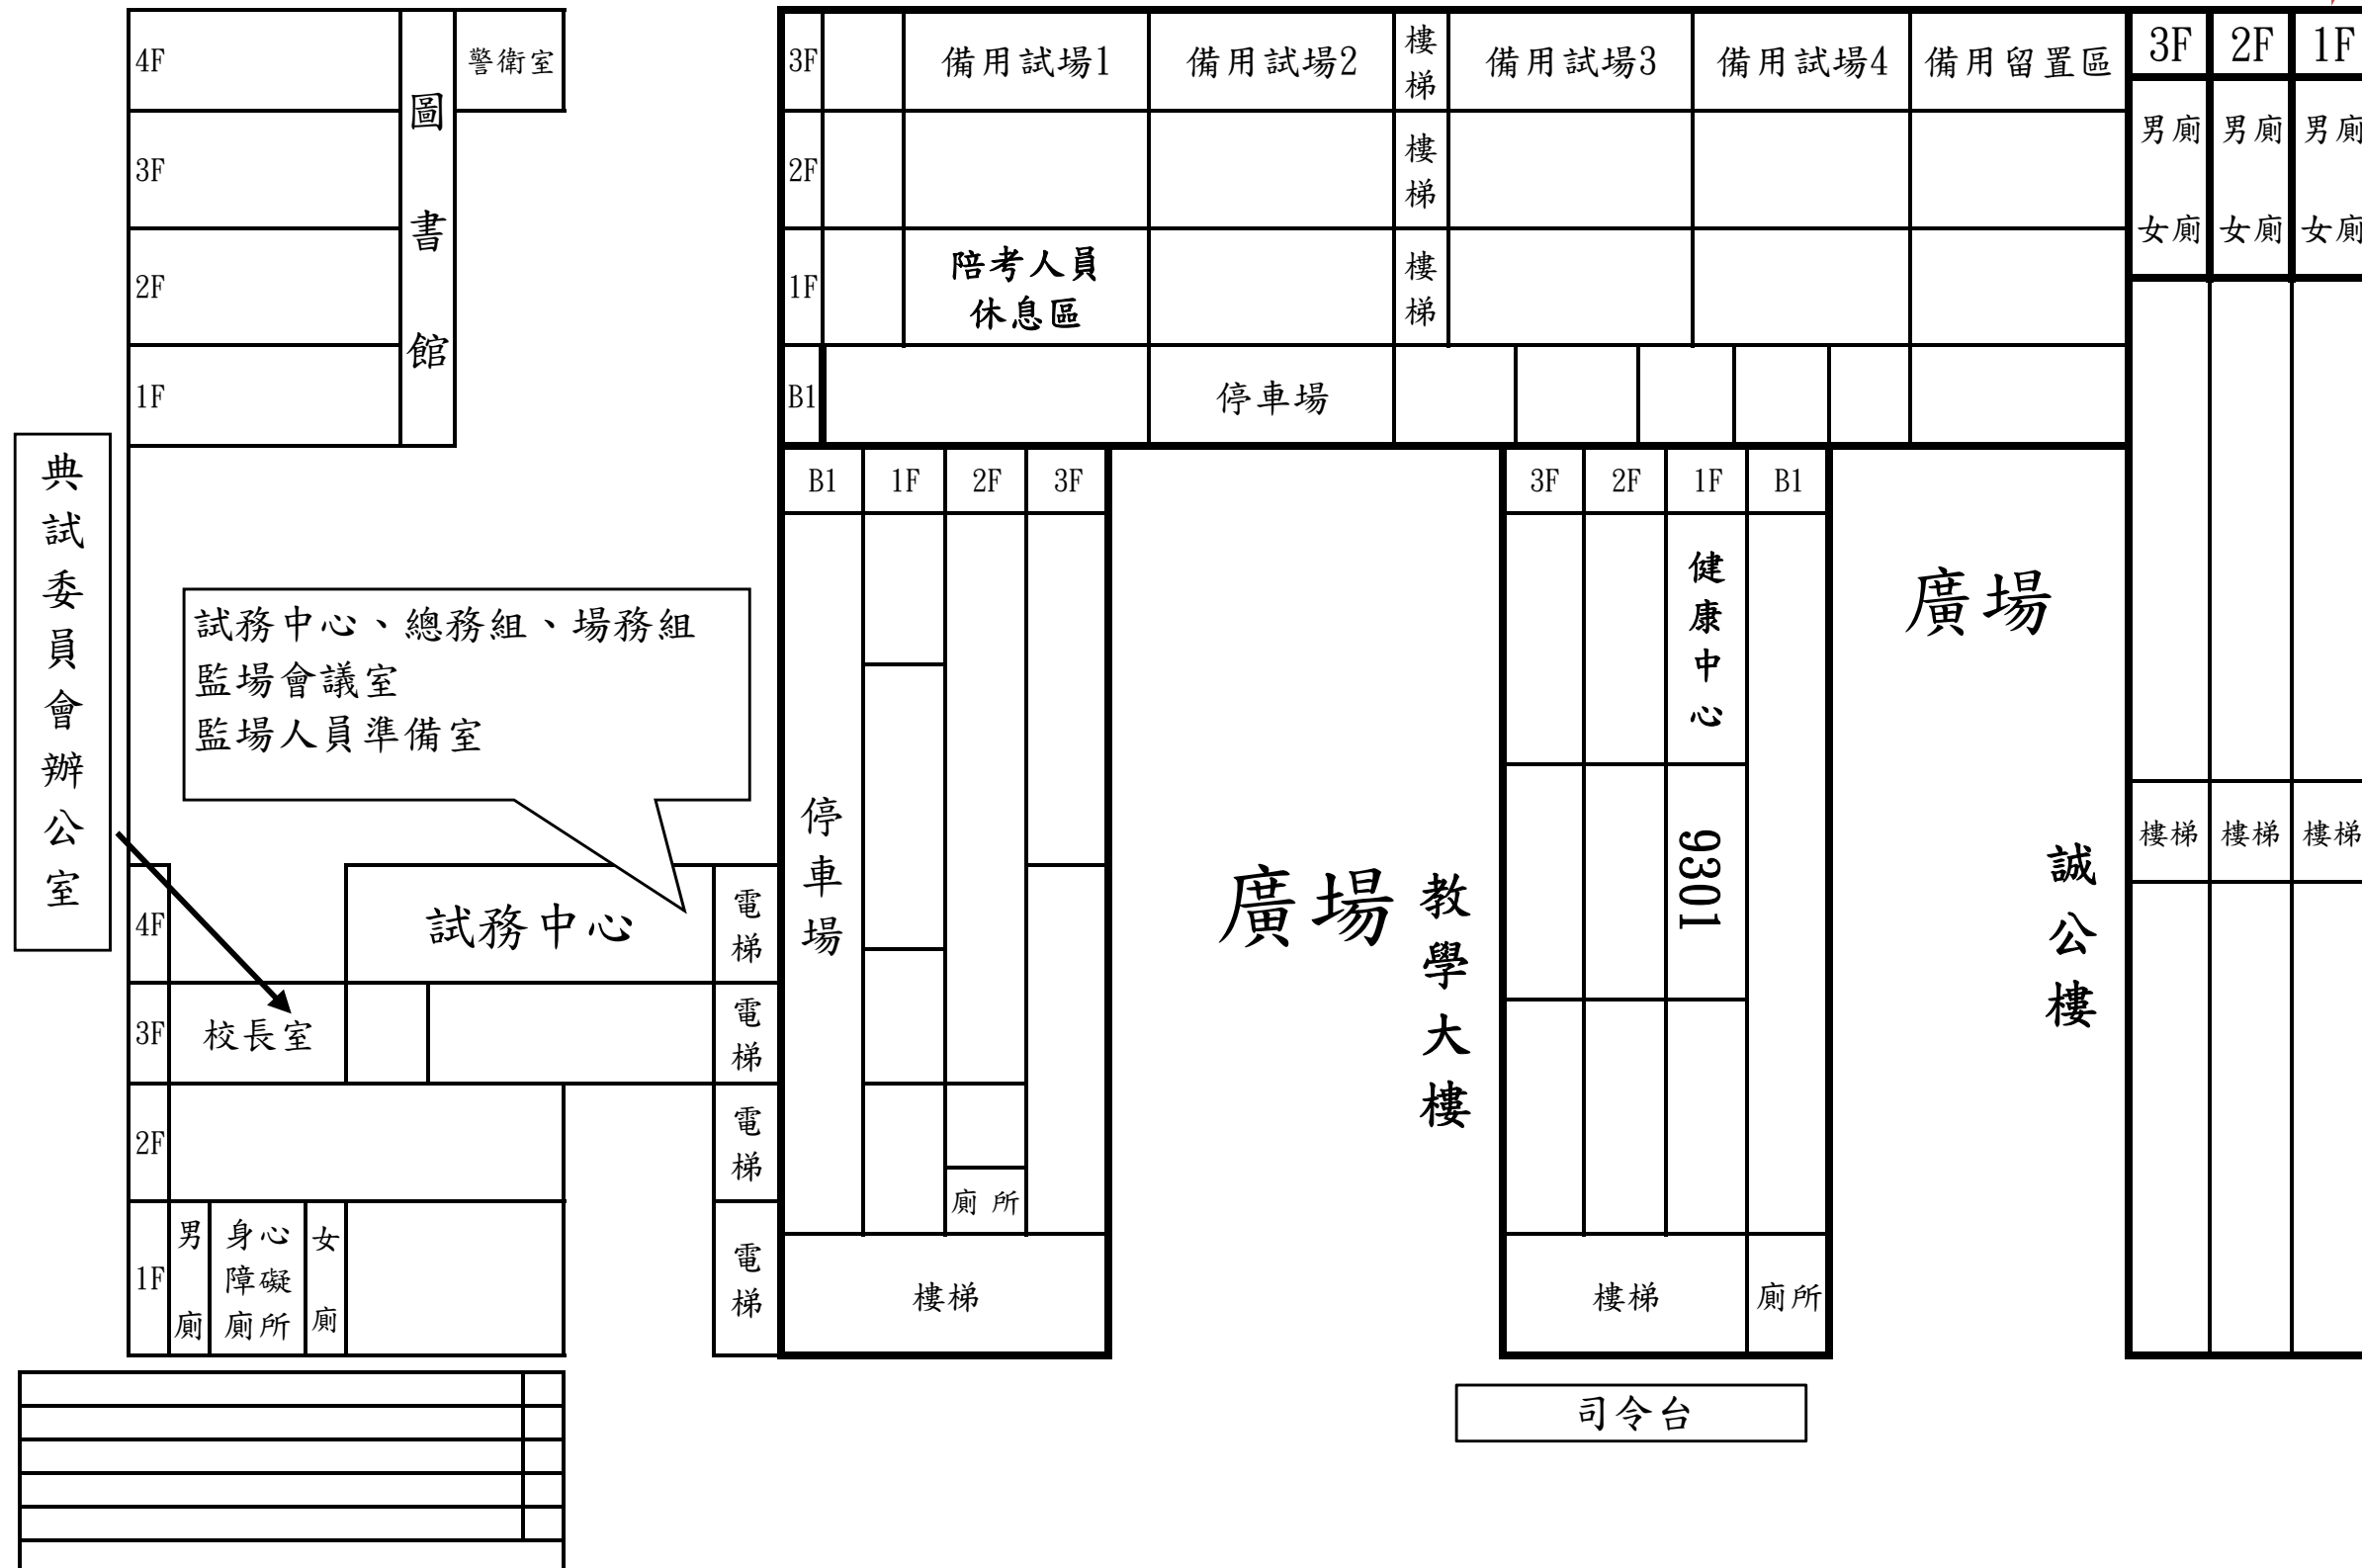 4F
圖書館
警衛室
3F
2F
1F
3F
備用試場1
備用試場2
樓梯
備用試場3
備用試場4
備用留置區
2F
樓梯
1F
陪考人員
休息區
樓梯
B1
停車場
3F
2F
1F
男廁
男廁
男廁
女廁
女廁
女廁
樓梯
樓梯
樓梯
誠公樓
典試委員會辦公室
試務中心、總務組、場務組
監場會議室
監場人員準備室
4F
試務中心
電梯
3F
校長室
電梯
2F
電梯
1F
男廁
身心
障礙
廁所
女廁
電梯
B1
1F
2F
3F
停車場
廁所
樓梯
廣場
教學大樓
3F
2F
1F
B1
健康中心
9301
樓梯
廁所
廣場
司令台